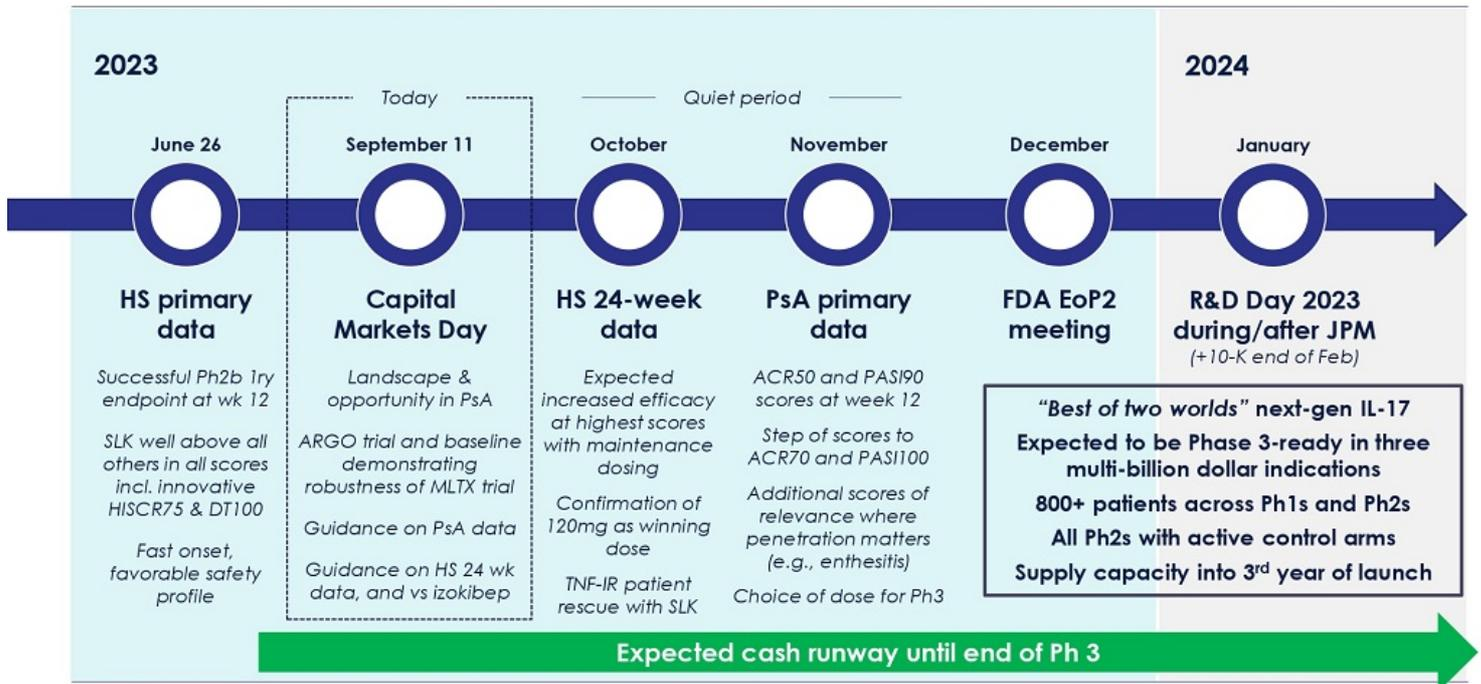 2023
2024
Today
Quiet period
June 26
September 11
October
November
December
January
HS primary
data
Successful Ph2b 1ry
endpoint at wk 12
SLK well above all
others in all scores
incl. innovative
HISCR75 & DT100
Fast onset,
favorable safety
profile
Capital
Markets Day
Landscape &
opportunity in PsA
ARGO trial and baseline
demonstrating
robustness of MLTX trial
Guidance on PsA data
Guidance on HS 24 wk
data, and vs izokibep
HS 24-week
data
Expected
increased efficacy
at highest scores
with maintenance
dosing
Confirmation of
120mg as winning
dose
TNF-IR patient
rescue with SLK
PsA primary
data
ACR50 and PASI90
scores at week 12
Step of scores to
ACR70 and PASI100
Additional scores of
relevance where
penetration matters
(e.g., enthesitis)
Choice of dose for Ph3
FDA EoP2
meeting
R&D Day 2023
during/after JPM
(+10-K end of Feb)
“Best of two worlds” next-gen IL-17
Expected to be Phase 3-ready in three
multi-billion dollar indications
800+ patients across Ph1s and Ph2s
All Ph2s with active control arms
Supply capacity into 3rd year of launch
Expected cash runway until end of Ph 3